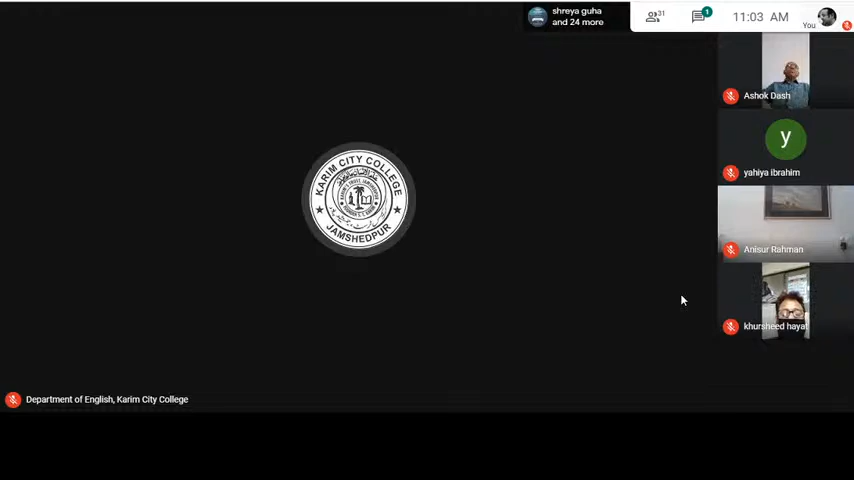 shreya guha
and 24 more
31
1
11:03 AM
You
Ashok Dash
y
yahiya ibrahim
Anisur Rahman
khursheed hayat
KARIM CITY COLLEGE
JAMSHEDPUR
Department of English, Karim City College